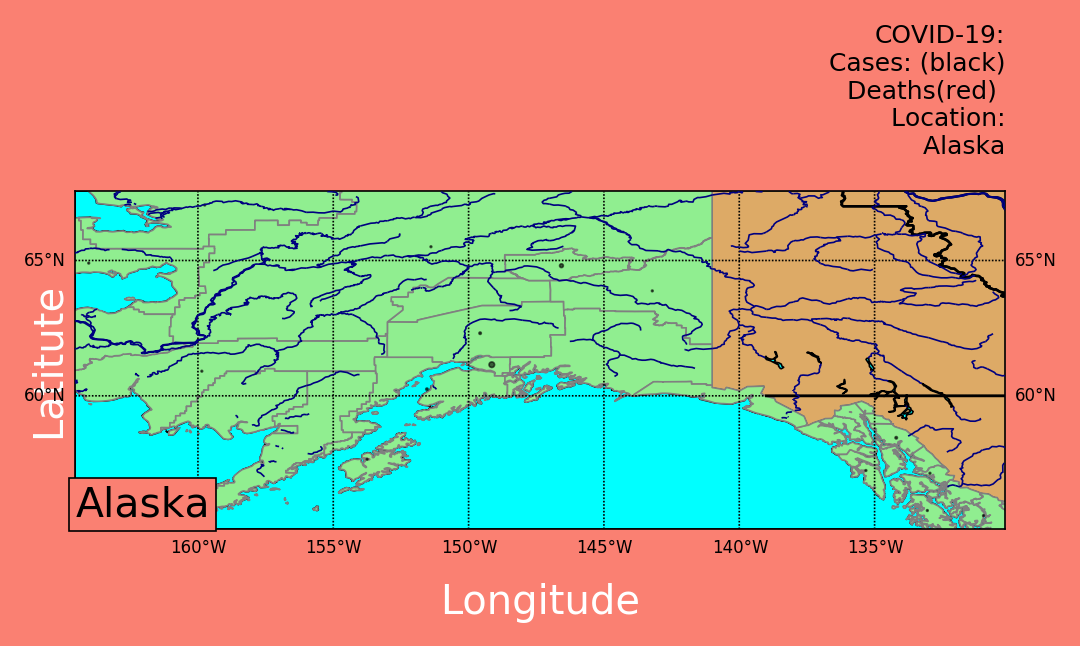 COVID-19:
Cases: (black)
Deaths(red)
Location:
Alaska
65°N
65°N
Latitute
60°N
60°N
Alaska
160°W 155°W 150°W 145°W 140°W 135°W
Longitude